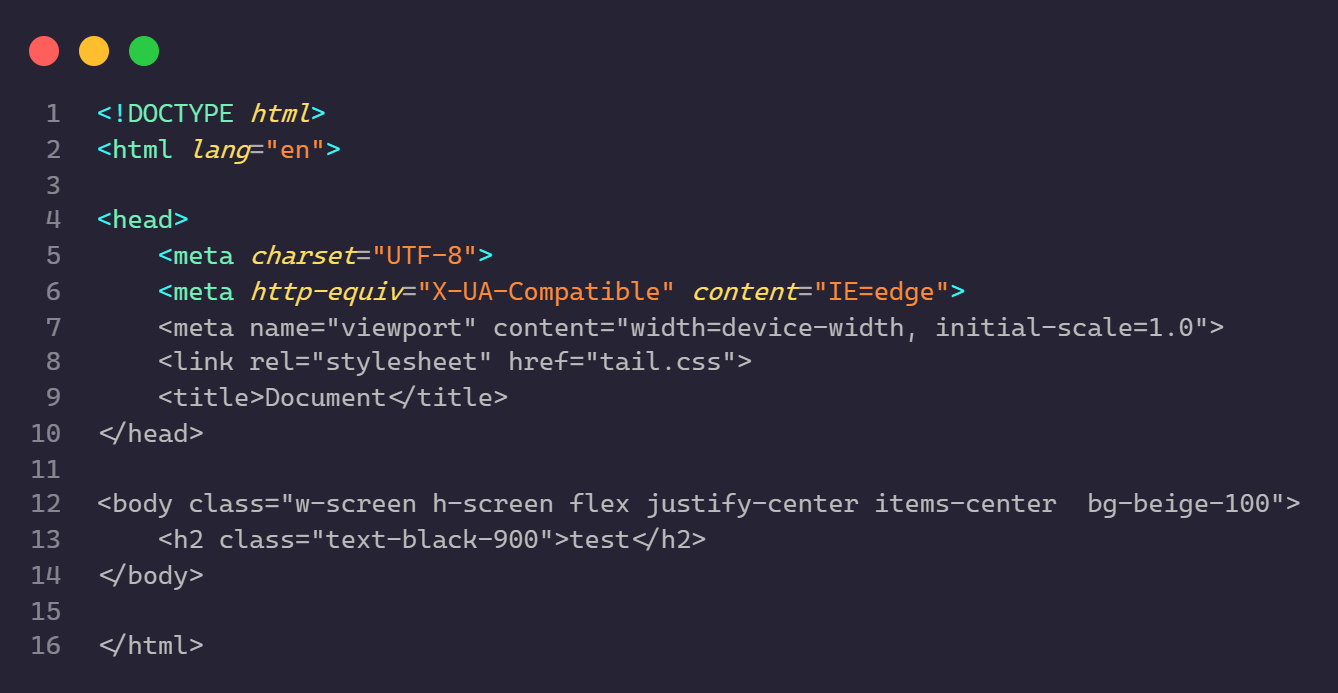 1 <!DOCTYPE html>
2 <html lang="en">
3
4 <head>
5     <meta charset="UTF-8">
6     <meta http-equiv="X-UA-Compatible" content="IE=edge">
7     <meta name="viewport" content="width=device-width, initial-scale=1.0">
8     <link rel="stylesheet" href="tail.css">
9     <title>Document</title>
10 </head>
11
12 <body class="w-screen h-screen flex justify-center items-center  bg-beige-100">
13     <h2 class="text-black-900">test</h2>
14 </body>
15
16 </html>